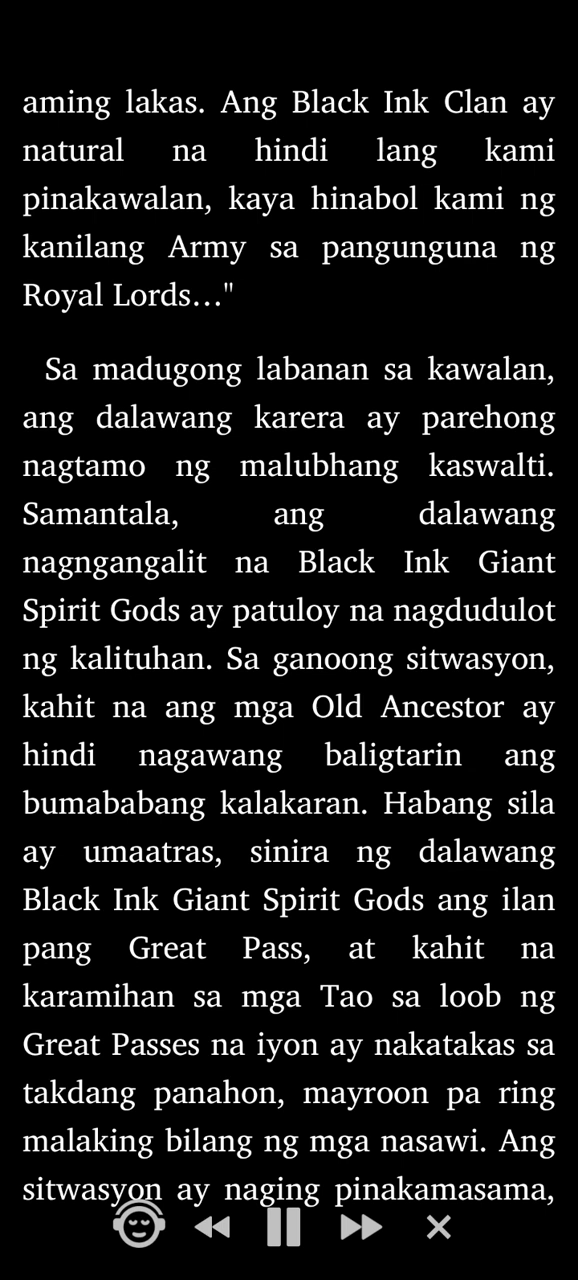 aming lakas. Ang Black Ink Clan ay
natural na hindi lang kami
pinakawalan, kaya hinabol kami ng
kanilang Army sa pangunguna ng
Royal Lords..."
Sa madugong labanan sa kawalan,
ang dalawang karera ay parehong
nagtamo ng malubhang kaswalti.
Samantala, ang dalawang
nagngangalit na Black Ink Giant
Spirit Gods ay patuloy na nagdudulot
ng kalituhan. Sa ganoong sitwasyon,
kahit na ang mga Old Ancestor ay
hindi nagawang baligtarin ang
bumababang kalakaran. Habang sila
ay umaatras, sinira ng dalawang
Black Ink Giant Spirit Gods ang ilan
pang Great Pass, at kahit na
karamihan sa mga Tao sa loob ng
Great Passes na iyon ay nakatakas sa
takdang panahon, mayroon pa ring
malaking bilang ng mga nasawi. Ang
sitwasyon ay naging pinakamasama,